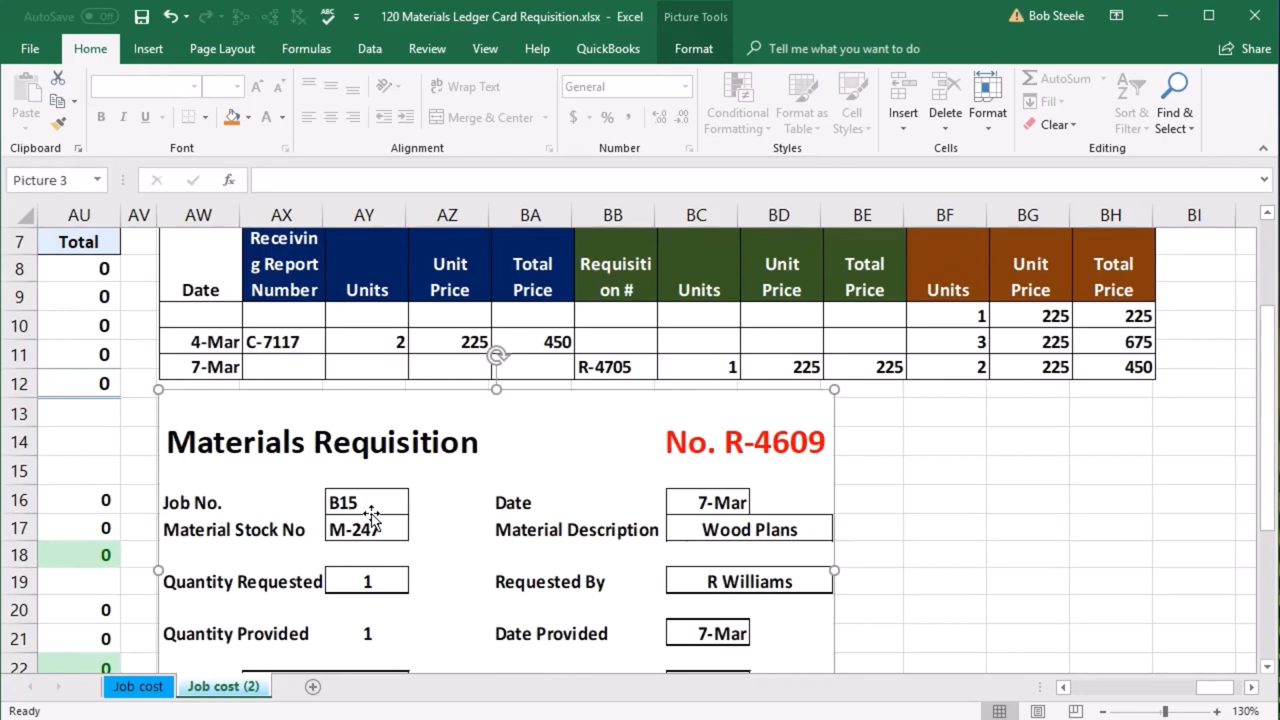 AutoSave Off 120 Materials Ledger Card Requisition.xlsx - Excel Picture Tools Bob Steele
File Home Insert Page Layout Formulas Data Review View Help QuickBooks Format Tell me what you want to do Share
Paste
Clipboard
B I U
Font
ab Wrap Text
Merge & Center
Alignment
General
$ % ,
Number
Conditional Formatting
Format as Table
Cell Styles
Styles
Insert Delete Format
Cells
AutoSum
Fill
Clear
Sort & Filter
Find & Select
Editing
Picture 3 fx
AU AV AW AX AY AZ BA BB BC BD BE BF BG BH BI
7 Total Receivin
8 0 g Report Unit Total Requisiti Unit Total Unit Total
9 0 Date Number Units Price Price on # Units Price Price Units Price Price
10 0 1 225 225
11 0 4-Mar C-7117 2 225 450 3 225 675
12 0 7-Mar R-4705 1 225 225 2 225 450
13
14 Materials Requisition No. R-4609
15
16 0 Job No. B15 Date 7-Mar
17 0 Material Stock No M-247 Material Description Wood Plans
18 0
19 Quantity Requested 1 Requested By R Williams
20 0
21 0 Quantity Provided 1 Date Provided 7-Mar
22 0
Job cost Job cost (2)
Ready 130%